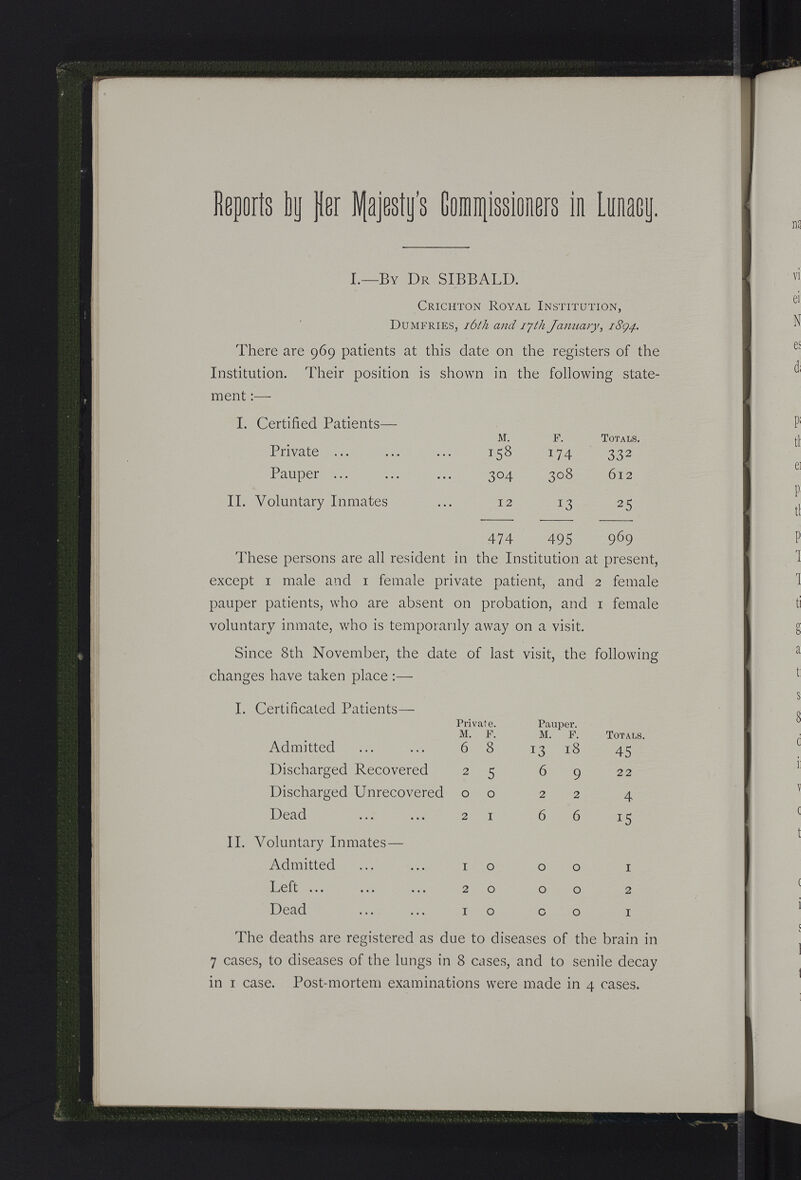 Reports by Her Majesty's Commissioners in Lunacy.
I.—By Dr SIBBALD.
Crichton Royal Institution,
Dumfries, 16th and 17th January, 1894.
There are 969 patients at this date on the registers of the
Institution. Their position is shown in the following state-
ment :—
I. Certified Patients—
M. F. Totals.
Private ... ... ... 158 174 332
Pauper ... ... ... 304 308 612
II. Voluntary Inmates ... 12 13 25
474 495 969
These persons are all resident in the Institution at present,
except 1 male and 1 female private patient, and 2 female
pauper patients, who are absent on probation, and 1 female
voluntary inmate, who is temporarily away on a visit.
Since 8th November, the date of last visit, the following
changes have taken place :—
I. Certificated Patients—
Private. Pauper.
M. F. M. F. Totals.
Admitted ... ... 6 8 13 18 45
Discharged Recovered 2 5 6 9 22
Discharged Unrecovered 0 0 2 2 4
Dead ... ... 2 1 6 6 15
II. Voluntary Inmates—
Admitted ... ... 1 0 0 0 1
Left ... ... ... 2 0 0 0 2
Dead ... ... 1 0 0 0 1
The deaths are registered as due to diseases of the brain in
7 cases, to diseases of the lungs in 8 cases, and to senile decay
in 1 case. Post-mortem examinations were made in 4 cases.